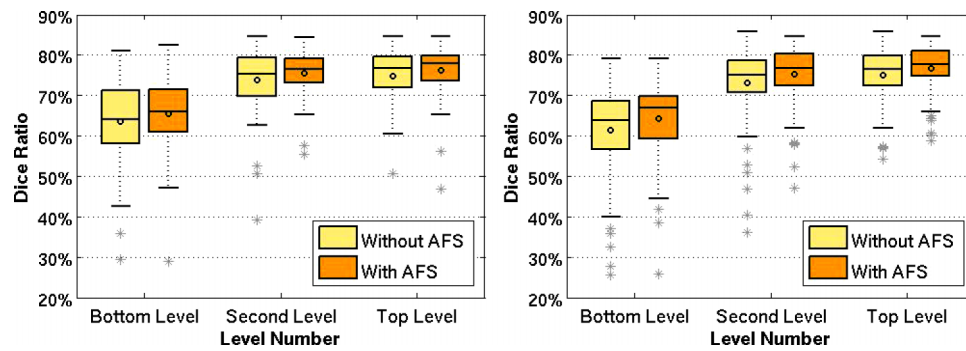 90%
80%
70%
60%
50%
40%
30%
20%
Dice Ratio
Without AFS
With AFS
Bottom Level Second Level Top Level
Level Number
90%
80%
70%
60%
50%
40%
30%
20%
Dice Ratio
Without AFS
With AFS
Bottom Level Second Level Top Level
Level Number